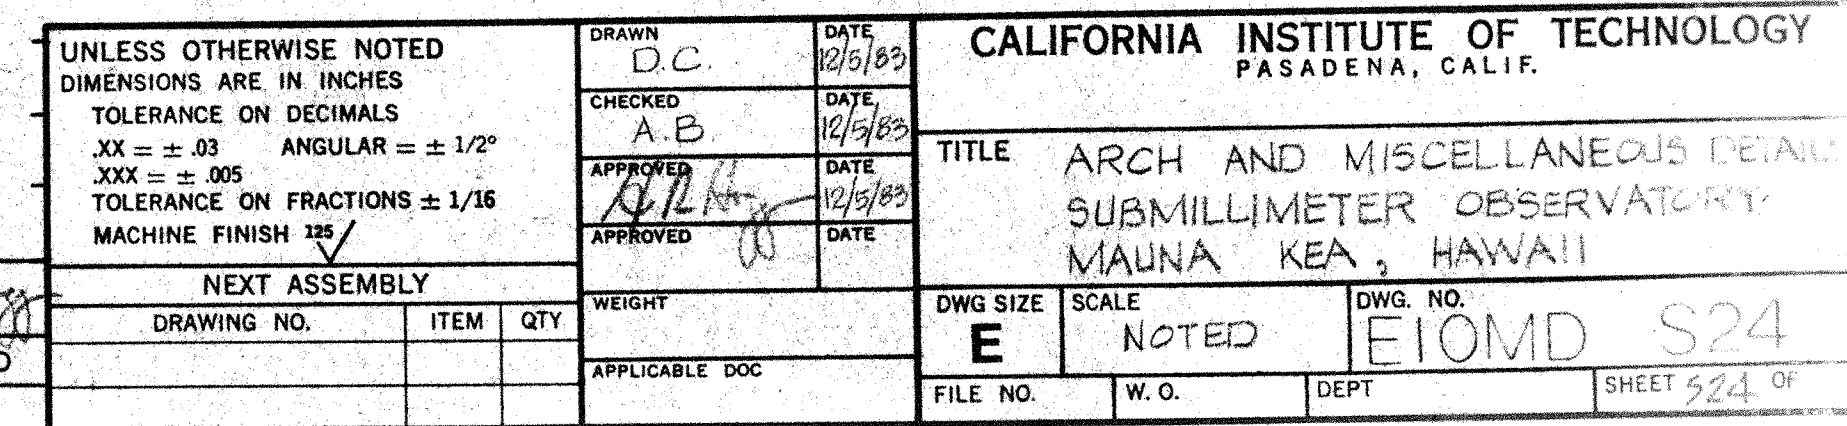 UNLESS OTHERWISE NOTED
DIMENSIONS ARE IN INCHES
TOLERANCE ON DECIMALS
.XX = ± .03 ANGULAR = ± 1/2°
.XXX = ± .005
TOLERANCE ON FRACTIONS ± 1/16
MACHINE FINISH 125
NEXT ASSEMBLY
DRAWING NO. ITEM QTY
DRAWN DATE
D.C. 12/5/83
CHECKED DATE
A.B 12/5/83
APPROVED DATE
12/5/83
APPROVED DATE
WEIGHT
APPLICABLE DOC
CALIFORNIA INSTITUTE OF TECHNOLOGY
PASADENA, CALIF.
TITLE ARCH AND MISCELLANEOUS DETAILS
SUBMILLIMETER OBSERVATORY
MAUNA KEA, HAWAII
DWG SIZE SCALE DWG. NO.
E NOTED E10MD S24
FILE NO. W. O. DEPT SHEET S24 OF